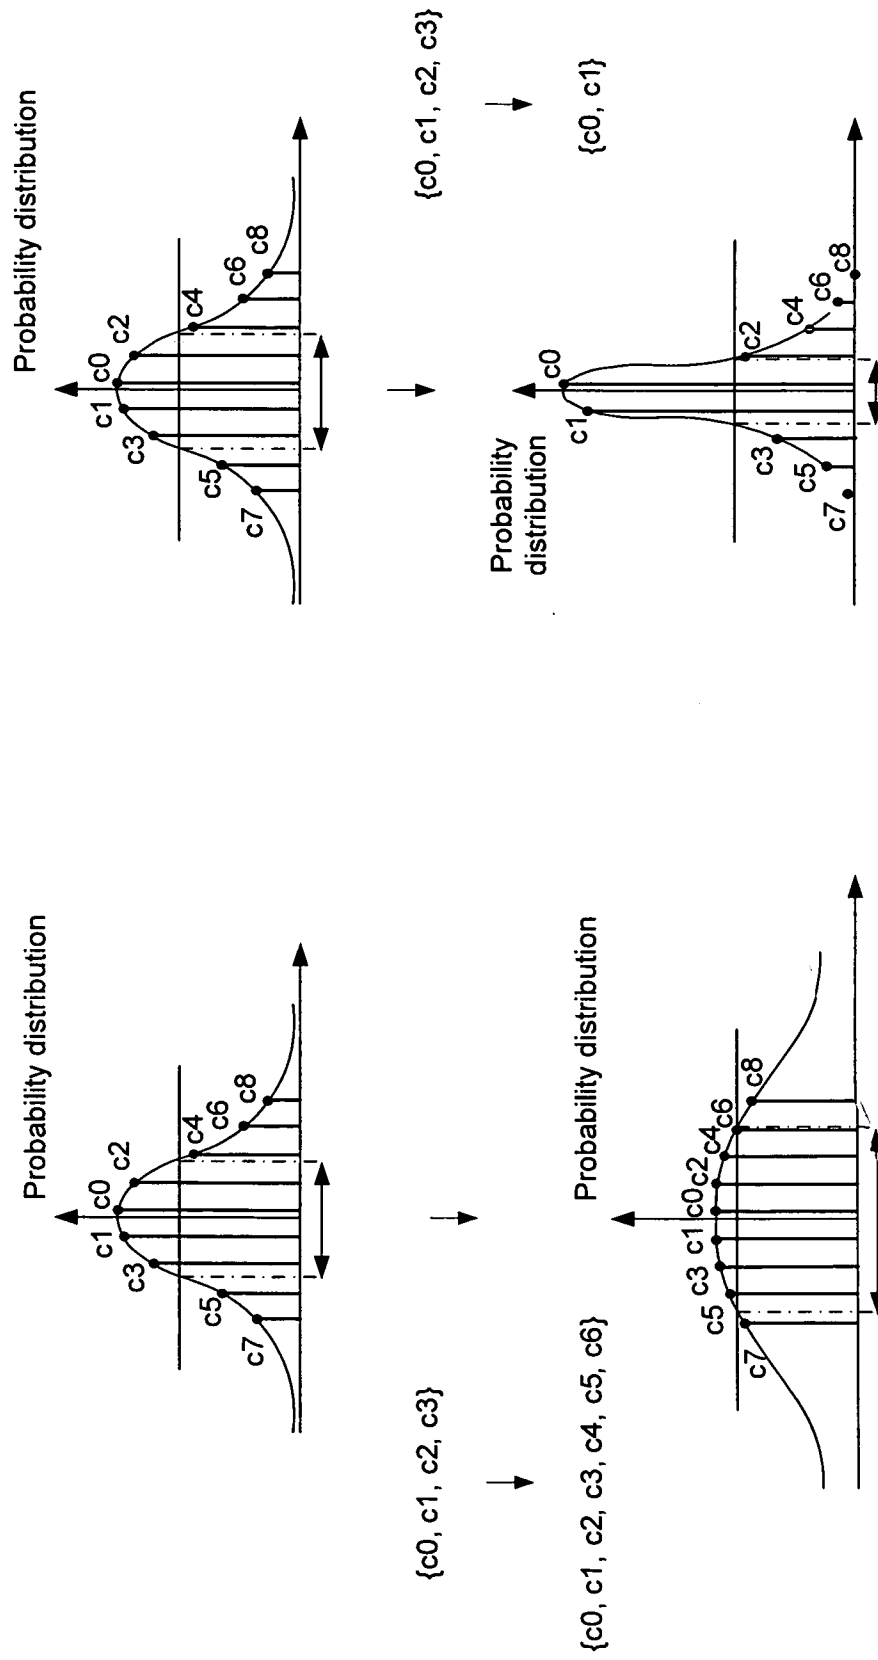 Probability distribution
c0
c1
c2
c3
c4
c5
c6
c7
c8
{c0, c1, c2, c3}
{c0, c1, c2, c3, c4, c5, c6}
Probability distribution
c0
c1
c2
c3
c4
c5
c6
c7
c8
Probability distribution
c0
c1
c2
c3
c4
c5
c6
c7
c8
{c0, c1, c2, c3}
{c0, c1}
Probability
distribution
c0
c1
c2
c3
c4
c5
c6
c7
c8